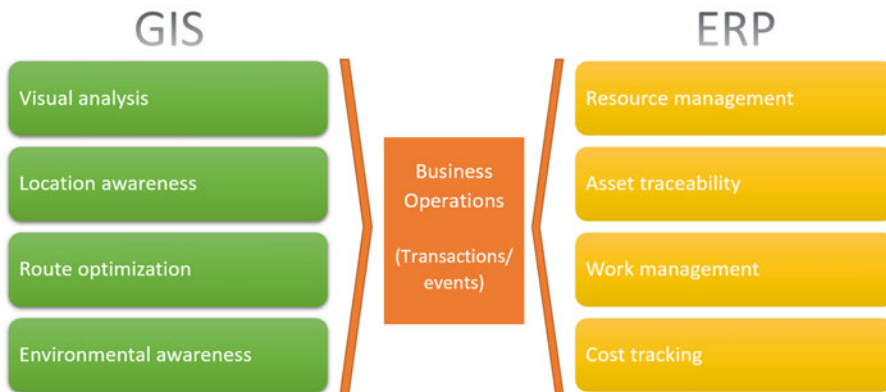 GIS
Visual analysis
Location awareness
Route optimization
Environmental awareness
Business
Operations
(Transactions/
events)
ERP
Resource management
Asset traceability
Work management
Cost tracking